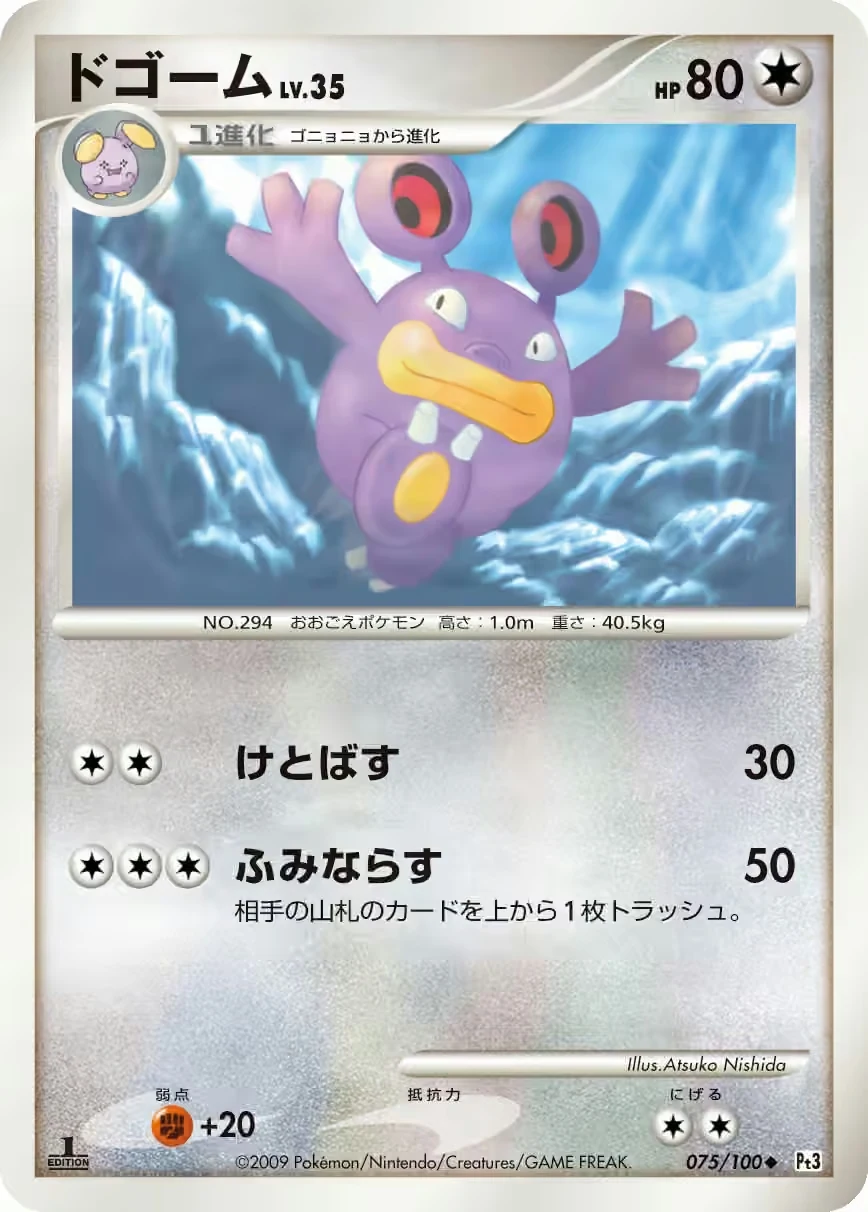 ドゴーム LV.35 HP 80
1進化 ゴニョニョから進化
NO.294 おおごえポケモン 高さ：1.0m 重さ：40.5kg
けとばす 30
ふみならす 50
相手の山札のカードを上から1枚トラッシュ。
Illus.Atsuko Nishida
弱点 抵抗力 にげる
+20
1 EDITION ©2009 Pokémon/Nintendo/Creatures/GAME FREAK. 075/100 Pt3